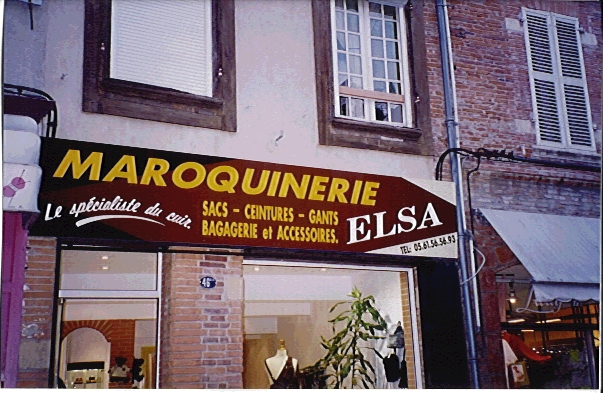 MAROQUINERIE
Le spécialiste du cuir.
SACS - CEINTURES - GANTS
BAGAGERIE et ACCESSOIRES.
ELSA
TEL: 05.61.56.56.93
46